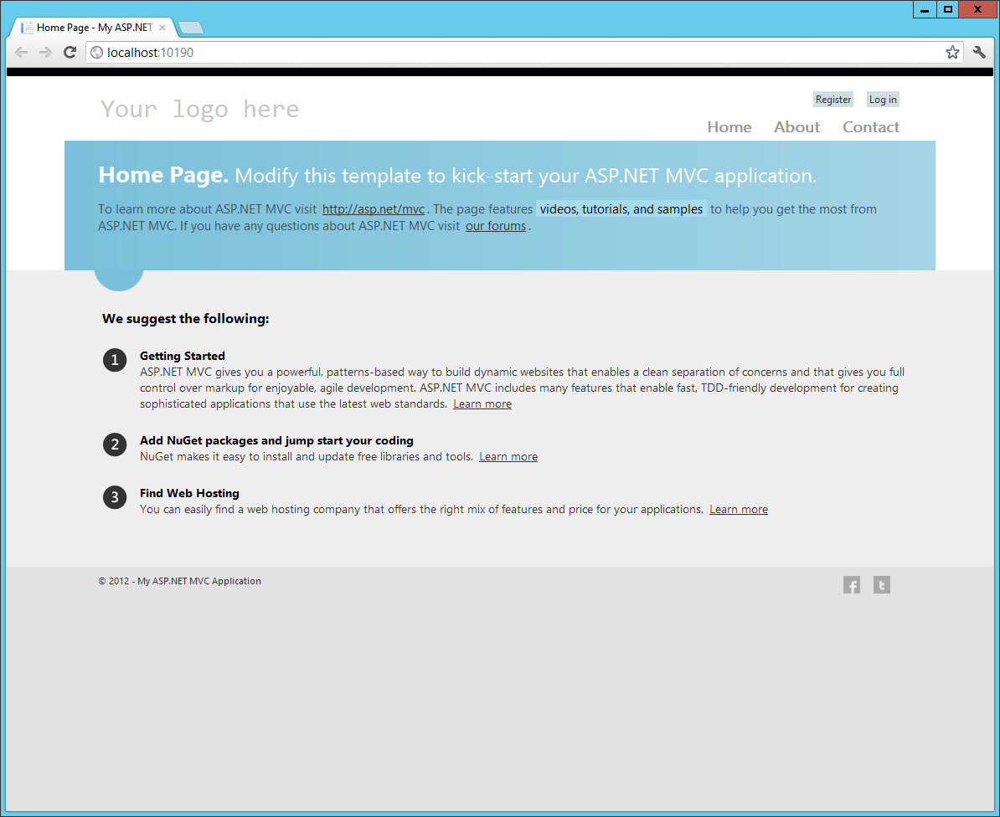 Home Page - My ASP.NET
localhost:10190
Register Log in
Your logo here
Home About Contact
Home Page. Modify this template to kick-start your ASP.NET MVC application.
To learn more about ASP.NET MVC visit http://asp.net/mvc. The page features videos, tutorials, and samples to help you get the most from
ASP.NET MVC. If you have any questions about ASP.NET MVC visit our forums.
We suggest the following:
1 Getting Started
ASP.NET MVC gives you a powerful, patterns-based way to build dynamic websites that enables a clean separation of concerns and that gives you full
control over markup for enjoyable, agile development. ASP.NET MVC includes many features that enable fast, TDD-friendly development for creating
sophisticated applications that use the latest web standards. Learn more
2 Add NuGet packages and jump start your coding
NuGet makes it easy to install and update free libraries and tools. Learn more
3 Find Web Hosting
You can easily find a web hosting company that offers the right mix of features and price for your applications. Learn more
© 2012 - My ASP.NET MVC Application